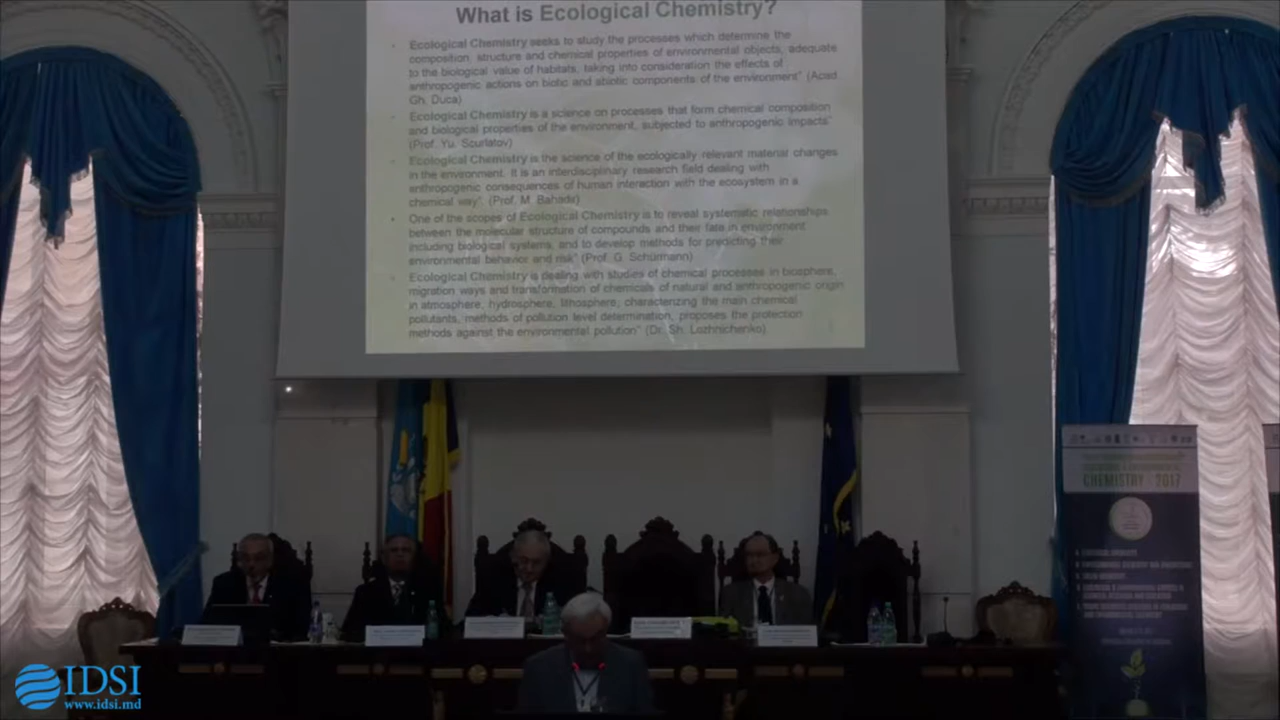 What is Ecological Chemistry?
Ecological Chemistry seeks to study the processes which determine the
composition, structure and chemical properties of environmental objects, adequate
to the biological value of habitats, taking into consideration the effects of
anthropogenic actions on biotic and abiotic components of the environment" (Acad.
Gh. Duca)
Ecological Chemistry is a science on processes that form chemical composition
and biological properties of the environment, subjected to anthropogenic impacts"
(Prof. Yu. Scurlatov)
Ecological Chemistry is the science of the ecologically relevant material changes
in the environment. It is an interdisciplinary research field dealing with
anthropogenic consequences of human interaction with the ecosystem in a
chemical way". (Prof. M. Bahadir)
One of the scopes of Ecological Chemistry is to reveal systematic relationships
between the molecular structure of compounds and their fate in environment
including biological systems, and to develop methods for predicting their
environmental behavior and risk" (Prof. G. Schürmann)
Ecological Chemistry is dealing with studies of chemical processes in biosphere,
migration ways and transformation of chemicals of natural and anthropogenic origin
in atmosphere, hydrosphere, lithosphere, characterizing the main chemical
pollutants, methods of pollution level determination, proposes the protection
methods against the environmental pollution" (Dr. Sh. Lozhnichenko)
CHEMISTRY - 2017
IDSI
www.idsi.md